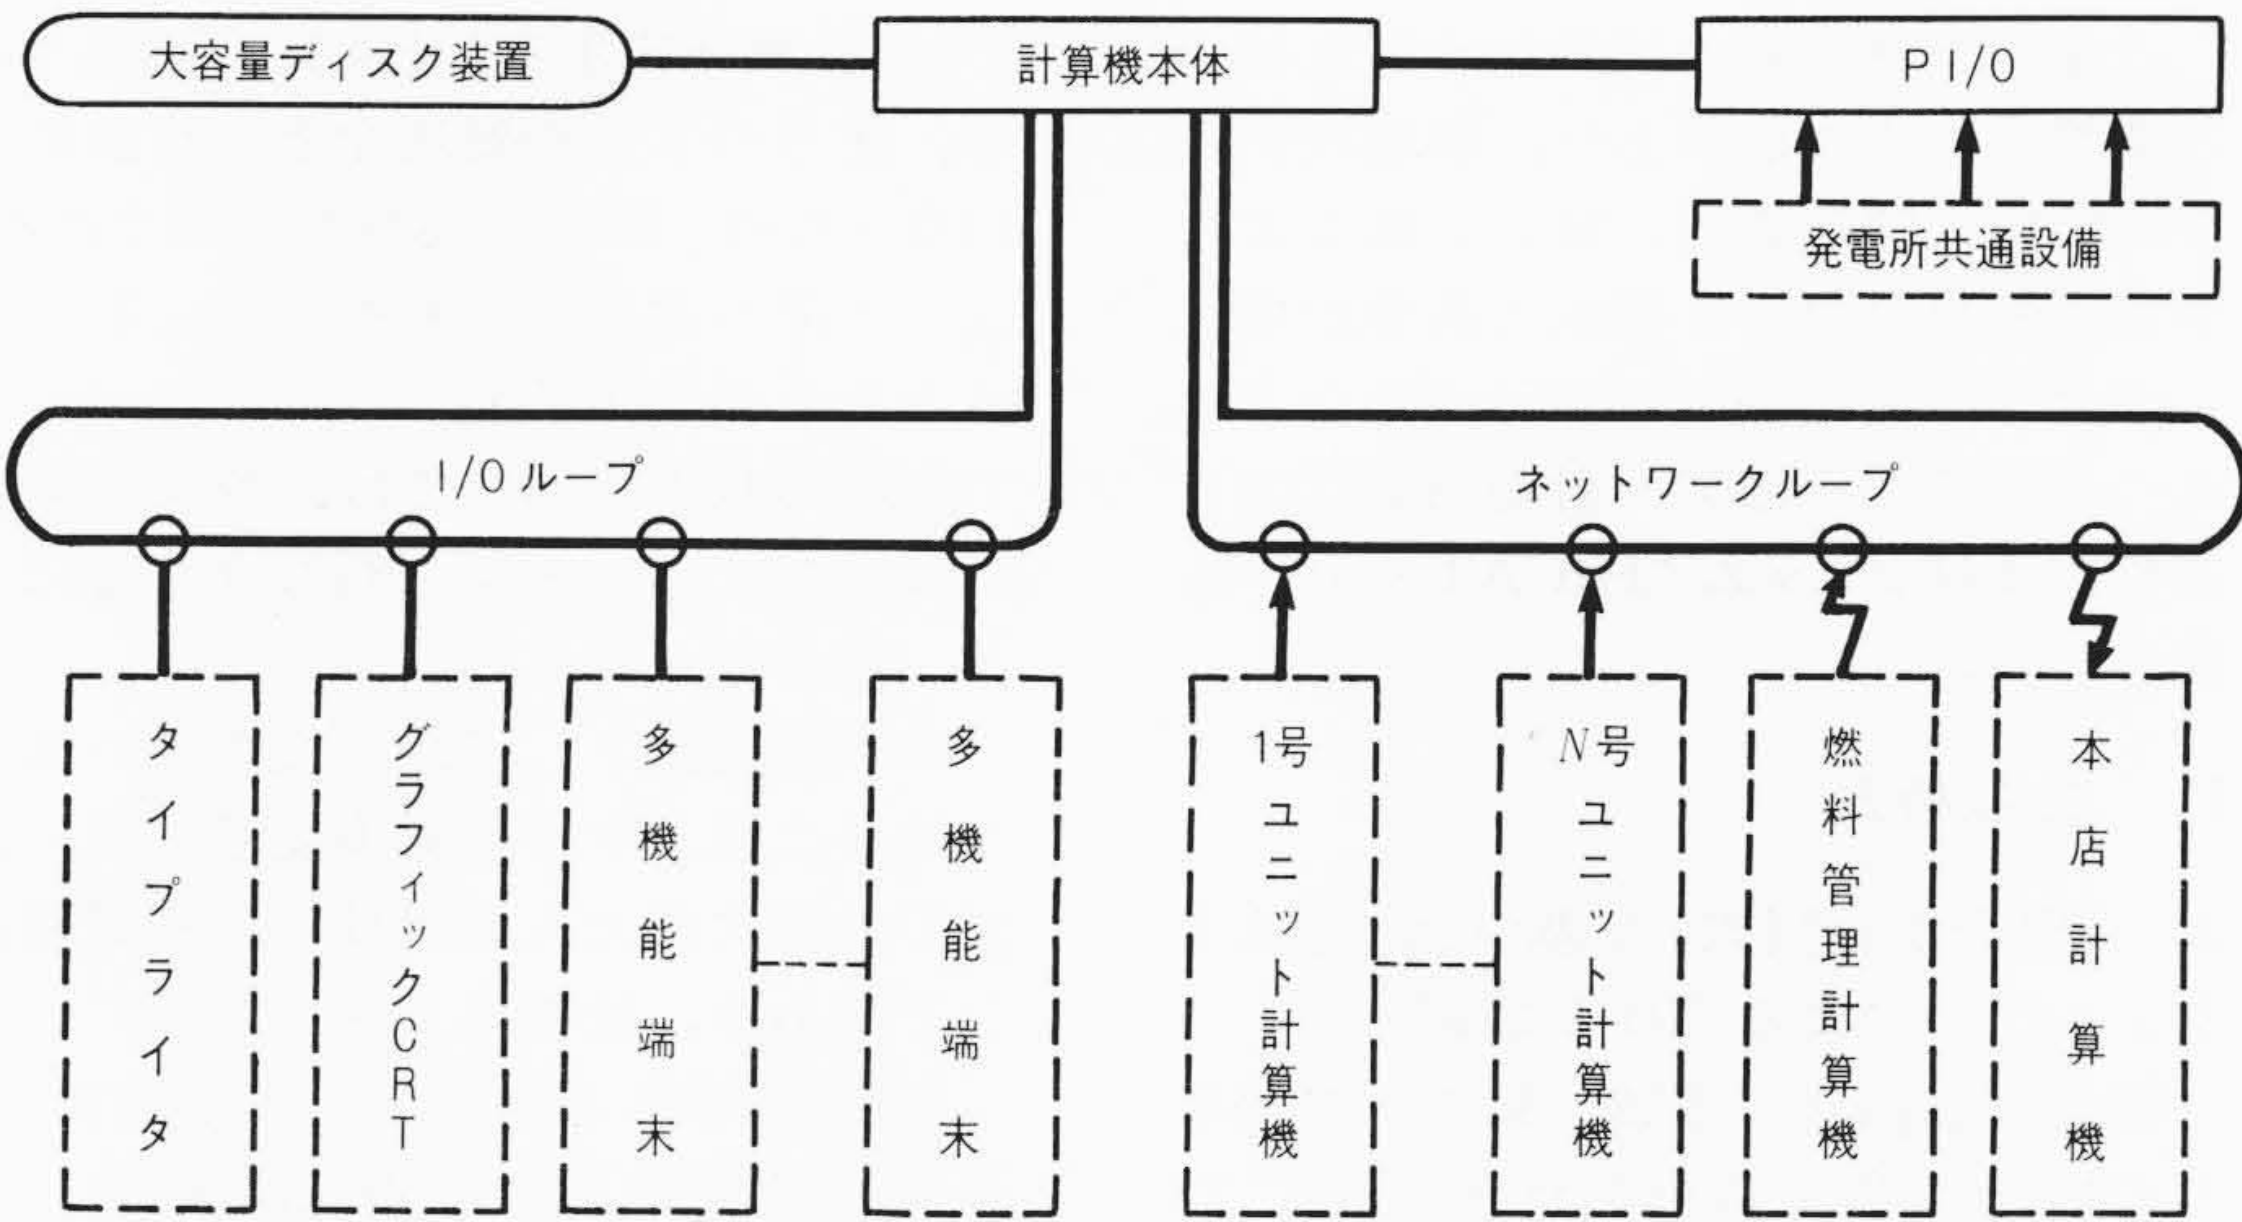 大容量ディスク装置
計算機本体
PI/O
発電所共通設備
I/Oループ
ネットワークループ
タイプライタ
グラフィックCRT
多機能端末
多機能端末
1号ユニット計算機
N号ユニット計算機
燃料管理計算機
本店計算機